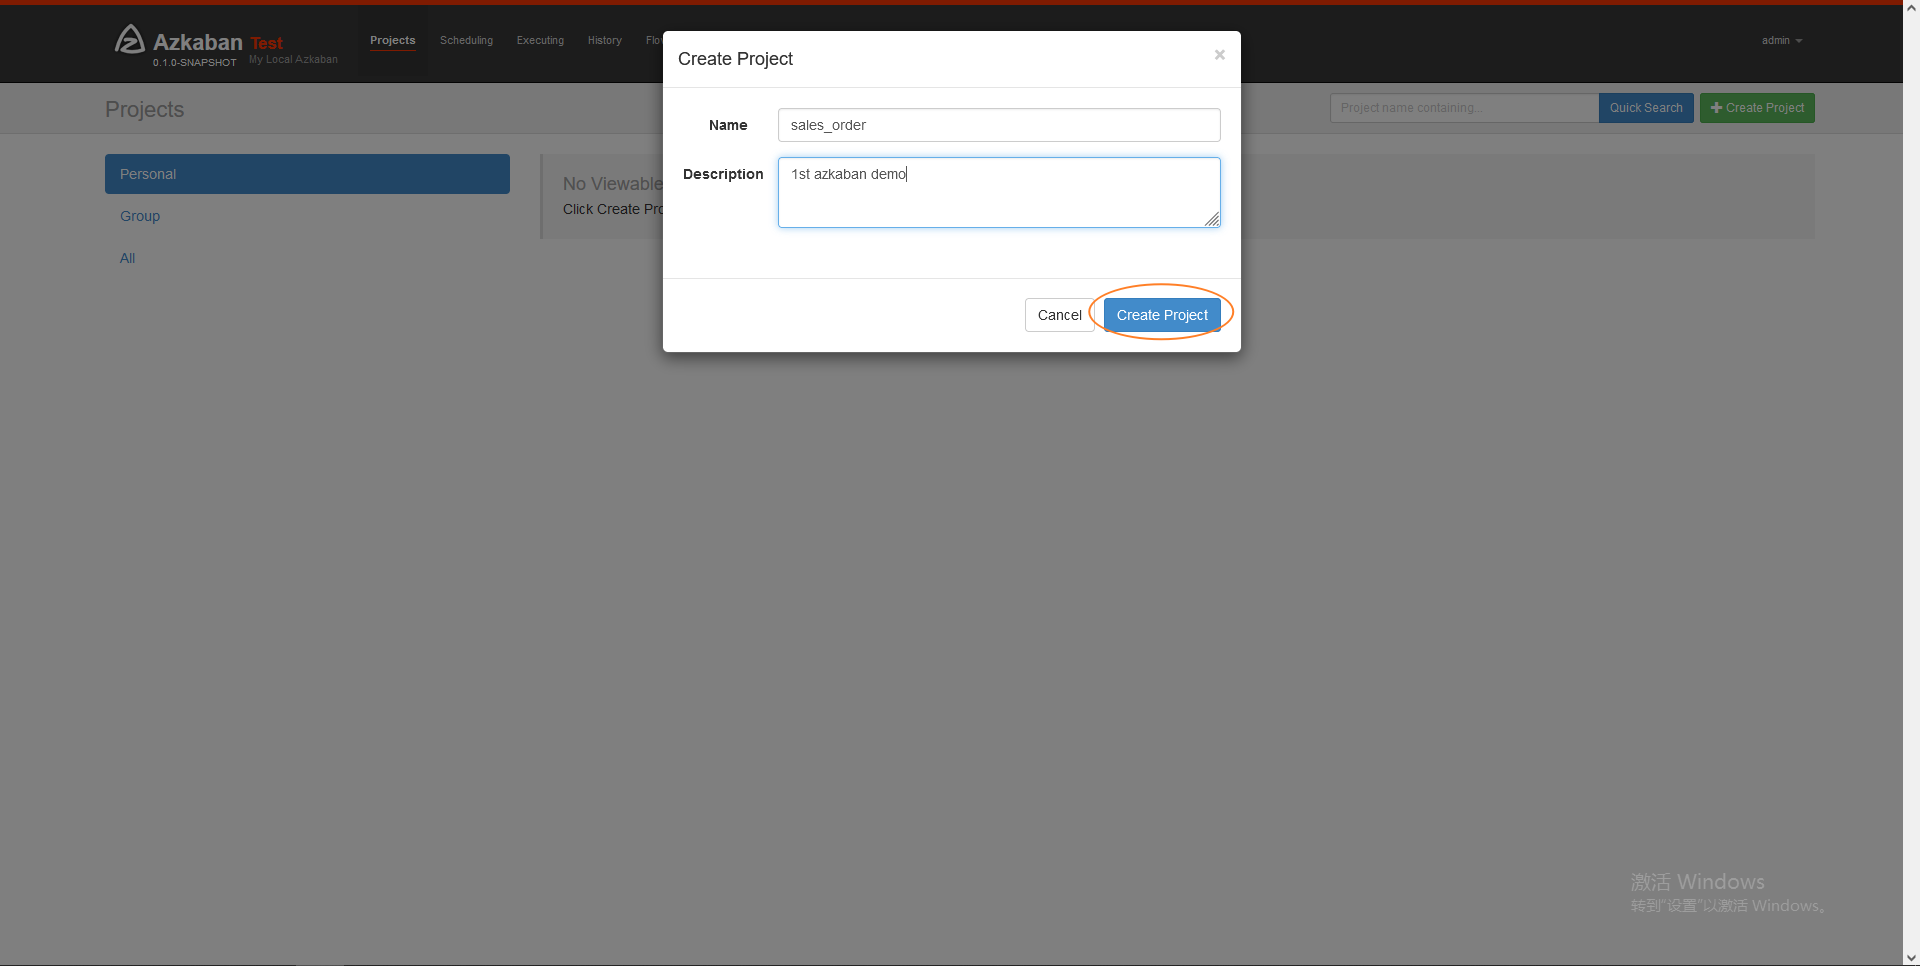 Azkaban Test
0.1.0-SNAPSHOT My Local Azkaban
Projects Scheduling Executing History
admin
Create Project
×
Projects
Project name containing...
Quick Search
Create Project
Name
sales_order
Description
1st azkaban demo
Personal
Group
All
No Viewable
Click Create
Cancel
Create Project
激活 Windows
转到“设置”以激活 Windows。